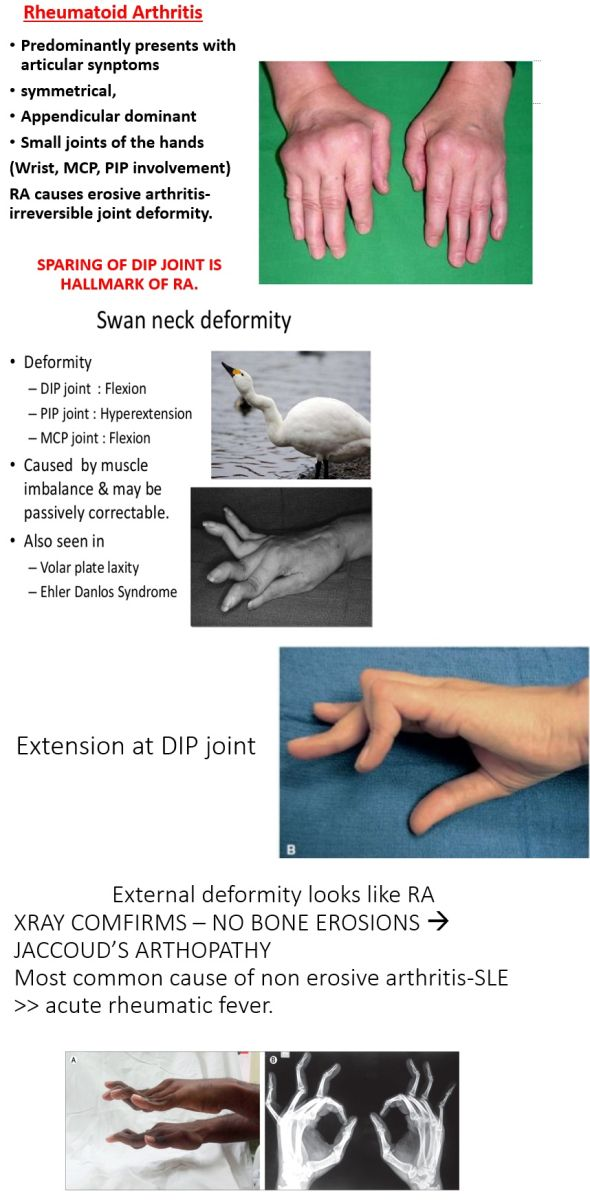 Rheumatoid Arthritis
• Predominantly presents with
articular synptoms
• symmetrical,
• Appendicular dominant
• Small joints of the hands
(Wrist, MCP, PIP involvement)
RA causes erosive arthritis-
irreversible joint deformity.
SPARING OF DIP JOINT IS
HALLMARK OF RA.
Swan neck deformity
• Deformity
– DIP joint : Flexion
– PIP joint : Hyperextension
– MCP joint : Flexion
• Caused by muscle
imbalance & may be
passively correctable.
• Also seen in
– Volar plate laxity
– Ehler Danlos Syndrome
Extension at DIP joint
B
External deformity looks like RA
XRAY COMFIRMS – NO BONE EROSIONS →
JACCOUD'S ARTHOPATHY
Most common cause of non erosive arthritis-SLE
>> acute rheumatic fever.
A
B